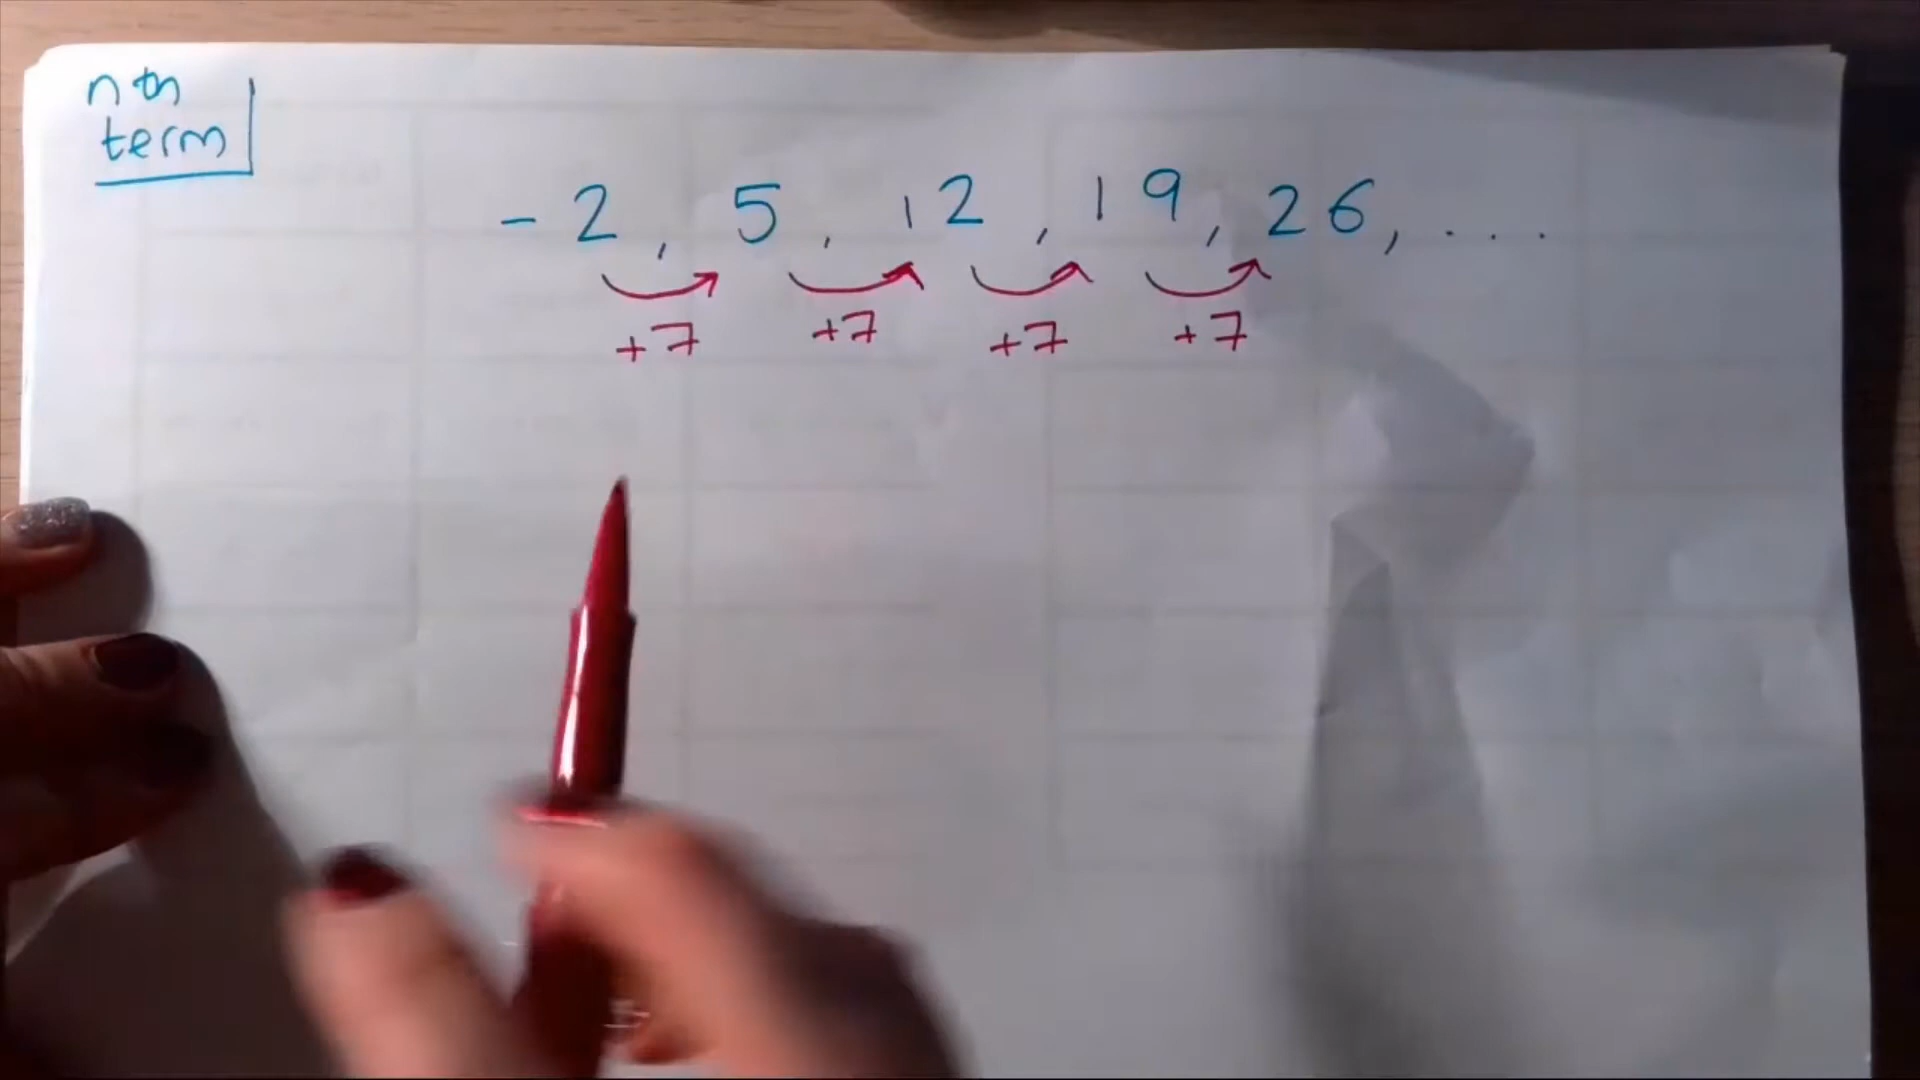 nth
term
-2, 5, 12, 19, 26, ...
+7 +7 +7 +7